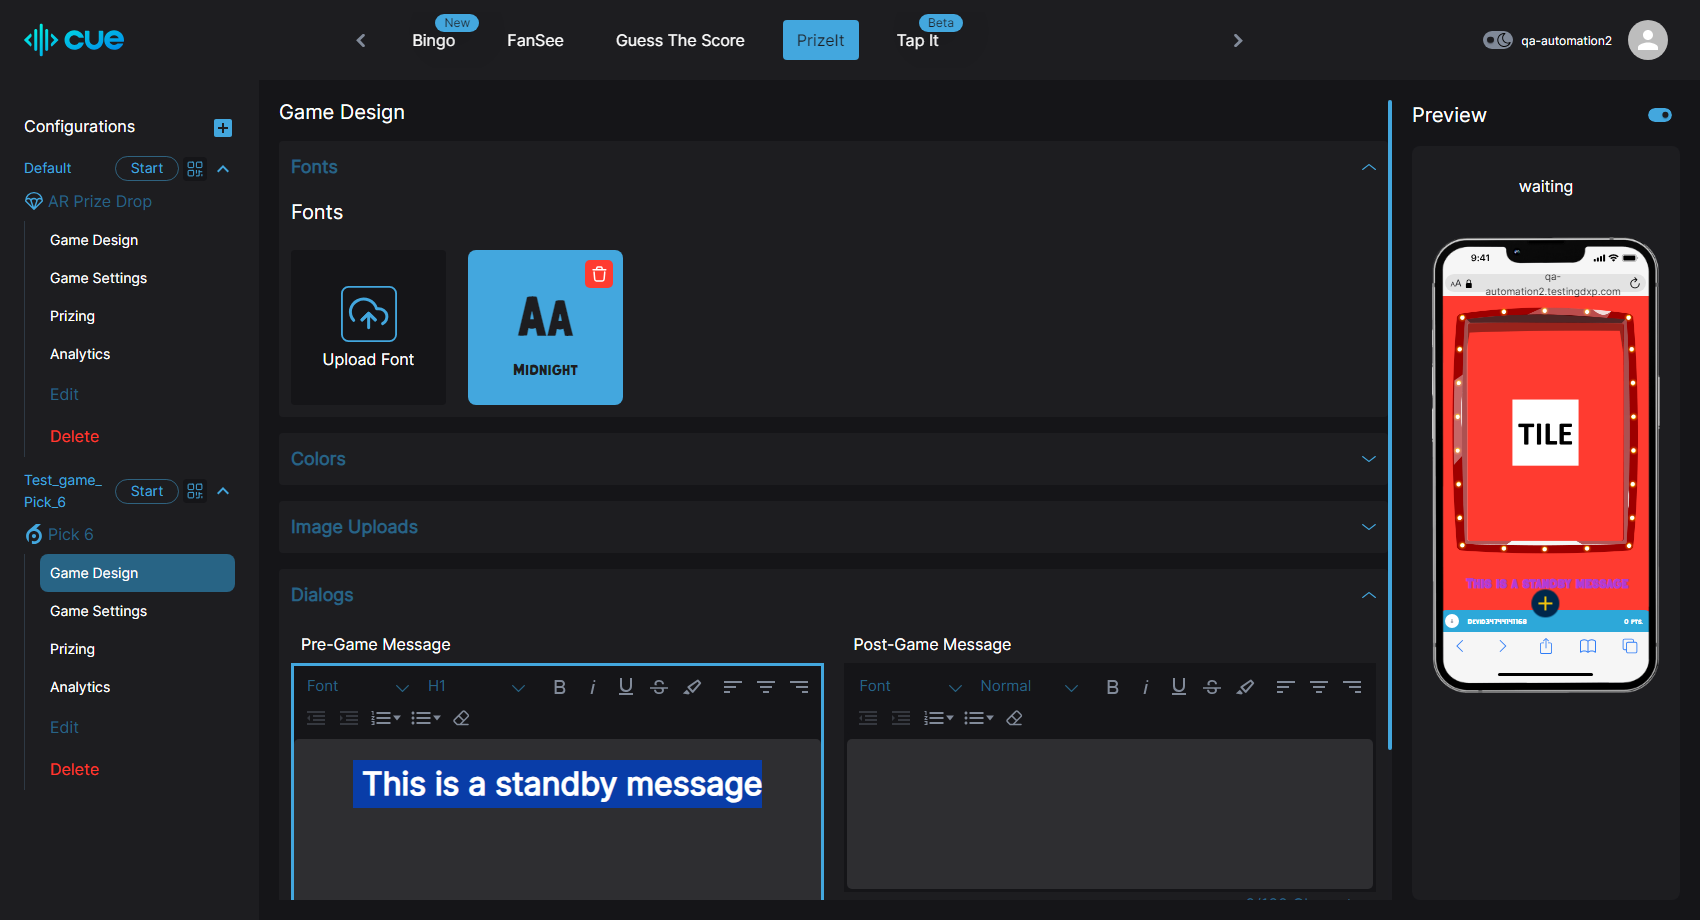 cue
New
Bingo
FanSee
Guess The Score
PrizeIt
Beta
Tap It
qa-automation2
Configurations
Default
Start
AR Prize Drop
Game Design
Game Settings
Prizing
Analytics
Edit
Delete
Test_game_
Pick_6
Start
Pick 6
Game Design
Game Settings
Prizing
Analytics
Edit
Delete
Game Design
Fonts
Fonts
Upload Font
AA
MIDNIGHT
Colors
Image Uploads
Dialogs
Pre-Game Message
Font H1
B i U S
This is a standby message
Post-Game Message
Font Normal
B i U S
Preview
waiting
9:41
AA
qa-
automation2.testingdxp.com
TILE
THIS IS A STANDBY MESSAGE
0 PTS.